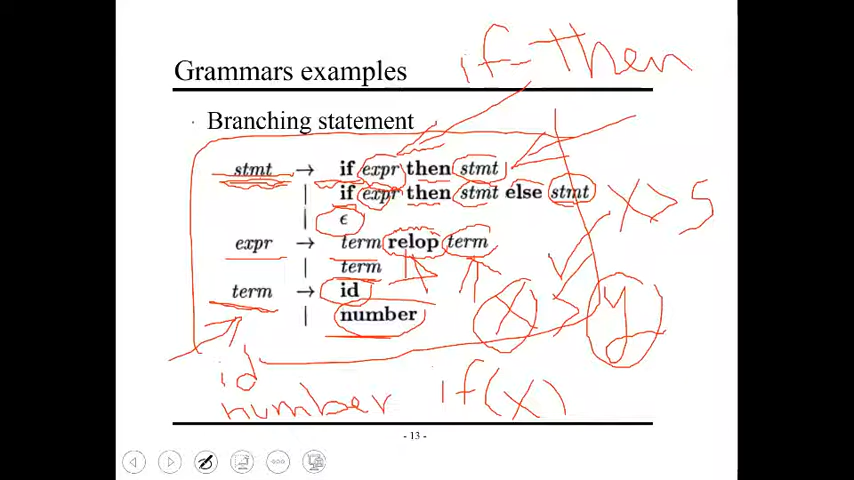 if-then
Grammars examples
· Branching statement
stmt → if expr then stmt
| if expr then stmt else stmt
| ϵ
expr → term relop term
| term
term → id
| number
x>5
x > y
id
number if(x)
- 13 -